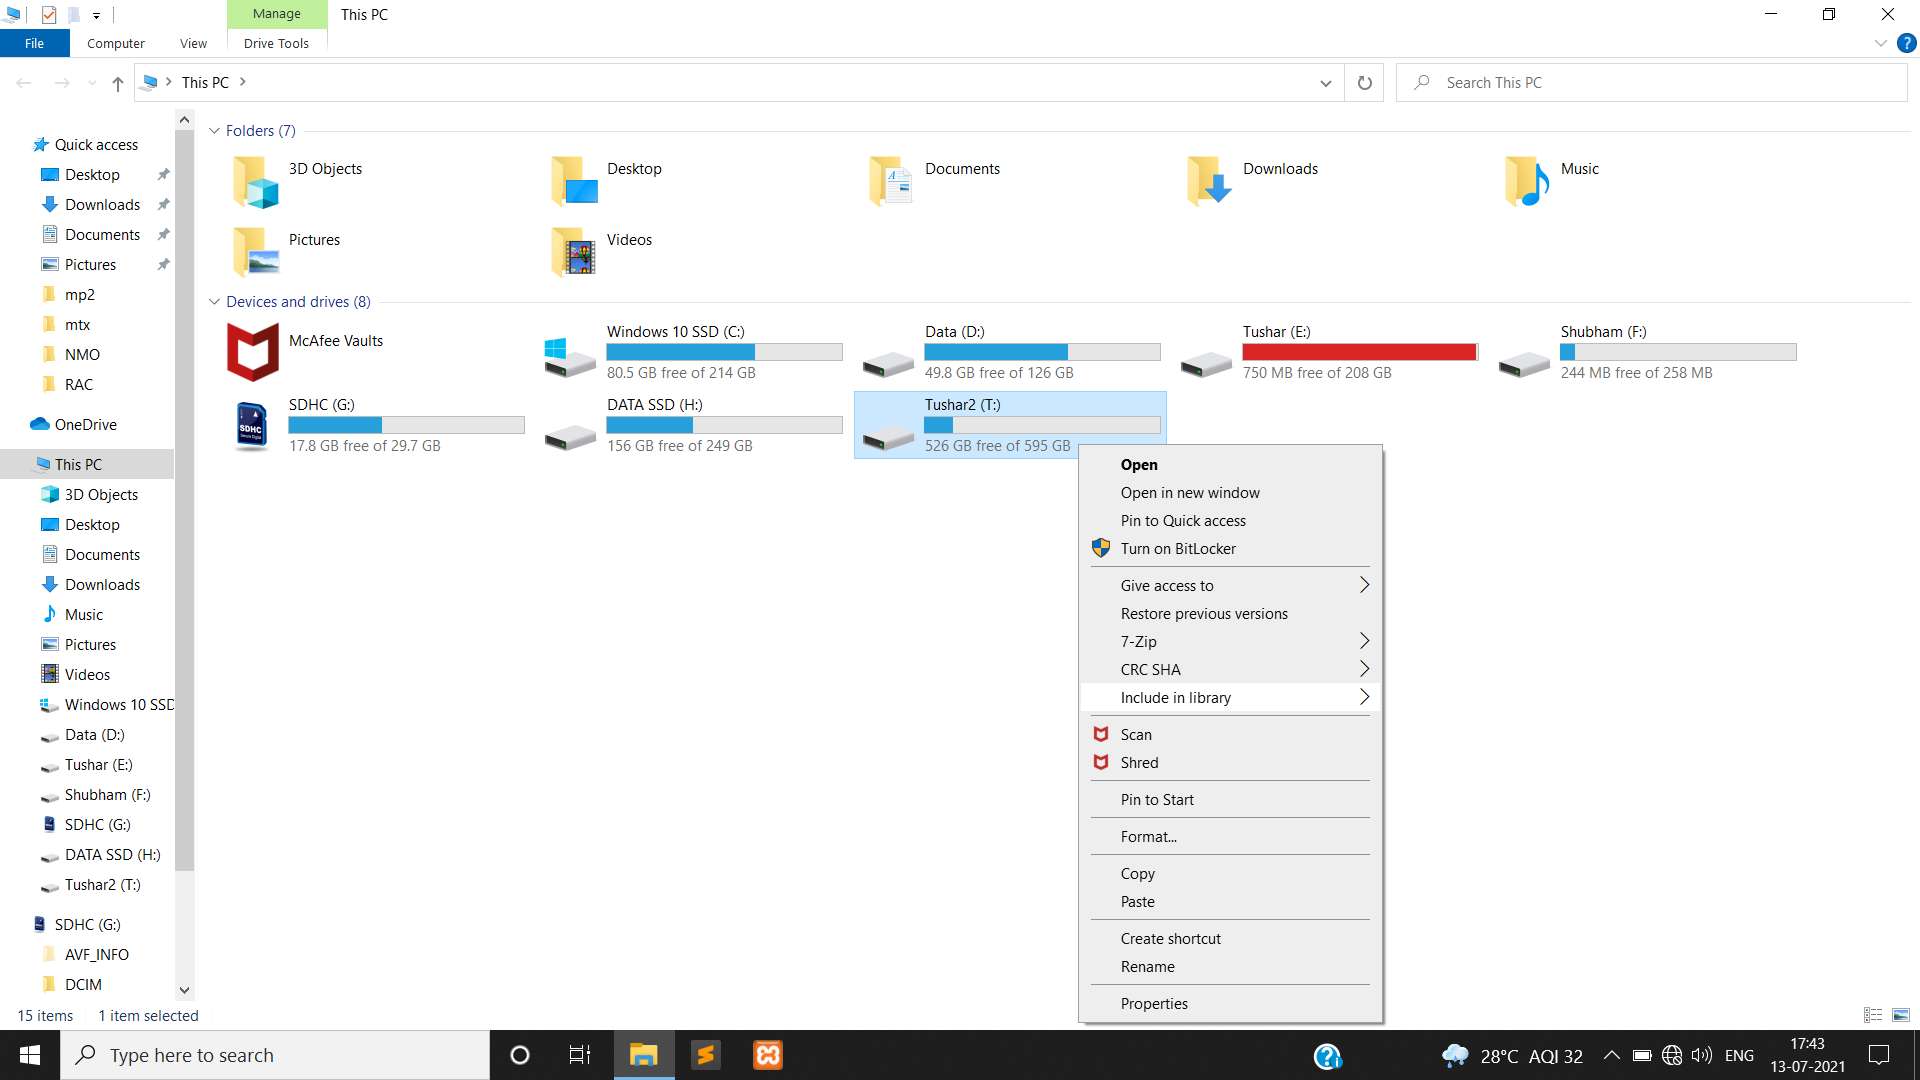 Manage
This PC
File
Computer
View
Drive Tools
This PC
Search This PC
Quick access
Desktop
Downloads
Documents
Pictures
mp2
mtx
NMO
RAC
OneDrive
This PC
3D Objects
Desktop
Documents
Downloads
Music
Pictures
Videos
Windows 10 SSD
Data (D:)
Tushar (E:)
Shubham (F:)
SDHC (G:)
DATA SSD (H:)
Tushar2 (T:)
SDHC (G:)
AVF_INFO
DCIM
Folders (7)
3D Objects
Desktop
Documents
Downloads
Music
Pictures
Videos
Devices and drives (8)
McAfee Vaults
Windows 10 SSD (C:)
80.5 GB free of 214 GB
Data (D:)
49.8 GB free of 126 GB
Tushar (E:)
750 MB free of 208 GB
Shubham (F:)
244 MB free of 258 MB
SDHC
SDHC (G:)
17.8 GB free of 29.7 GB
DATA SSD (H:)
156 GB free of 249 GB
Tushar2 (T:)
526 GB free of 595 GB
Open
Open in new window
Pin to Quick access
Turn on BitLocker
Give access to
Restore previous versions
7-Zip
CRC SHA
Include in library
Scan
Shred
Pin to Start
Format...
Copy
Paste
Create shortcut
Rename
Properties
15 items
1 item selected
Type here to search
28°C AQI 32
ENG
17:43
13-07-2021